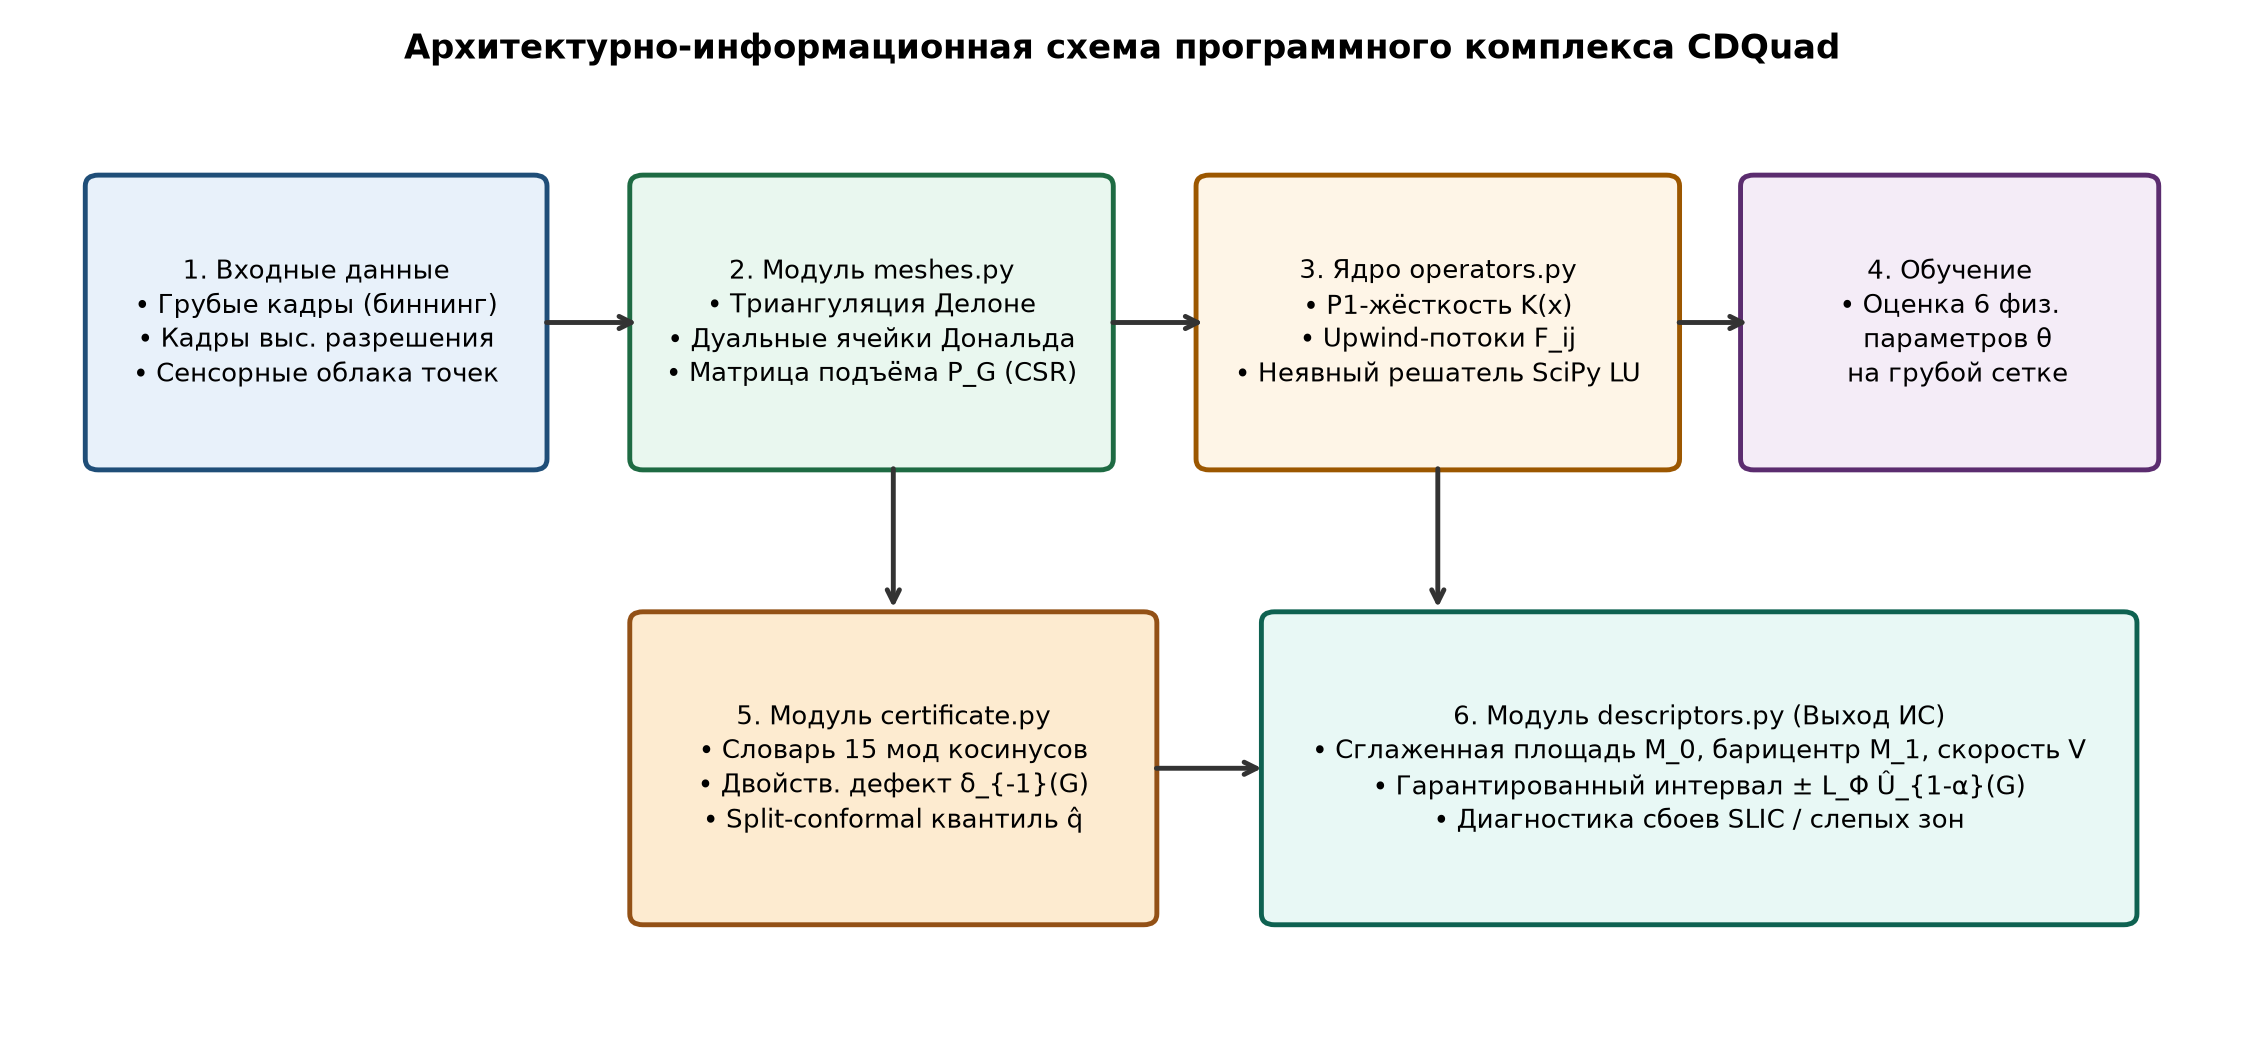 Архитектурно-информационная схема программного комплекса CDQuad
1. Входные данные
• Грубые кадры (биннинг)
• Кадры выс. разрешения
• Сенсорные облака точек
2. Модуль meshes.py
• Триангуляция Делоне
• Дуальные ячейки Дональда
• Матрица подъёма P_G (CSR)
3. Ядро operators.py
• P1-жёсткость K(x)
• Upwind-потоки F_ij
• Неявный решатель SciPy LU
4. Обучение
• Оценка 6 физ.
параметров θ
на грубой сетке
5. Модуль certificate.py
• Словарь 15 мод косинусов
• Двойств. дефект δ_{-1}(G)
• Split-conformal квантиль q̂
6. Модуль descriptors.py (Выход ИС)
• Сглаженная площадь M_0, барицентр M_1, скорость V
• Гарантированный интервал ± L_Φ Û_{1-α}(G)
• Диагностика сбоев SLIC / слепых зон